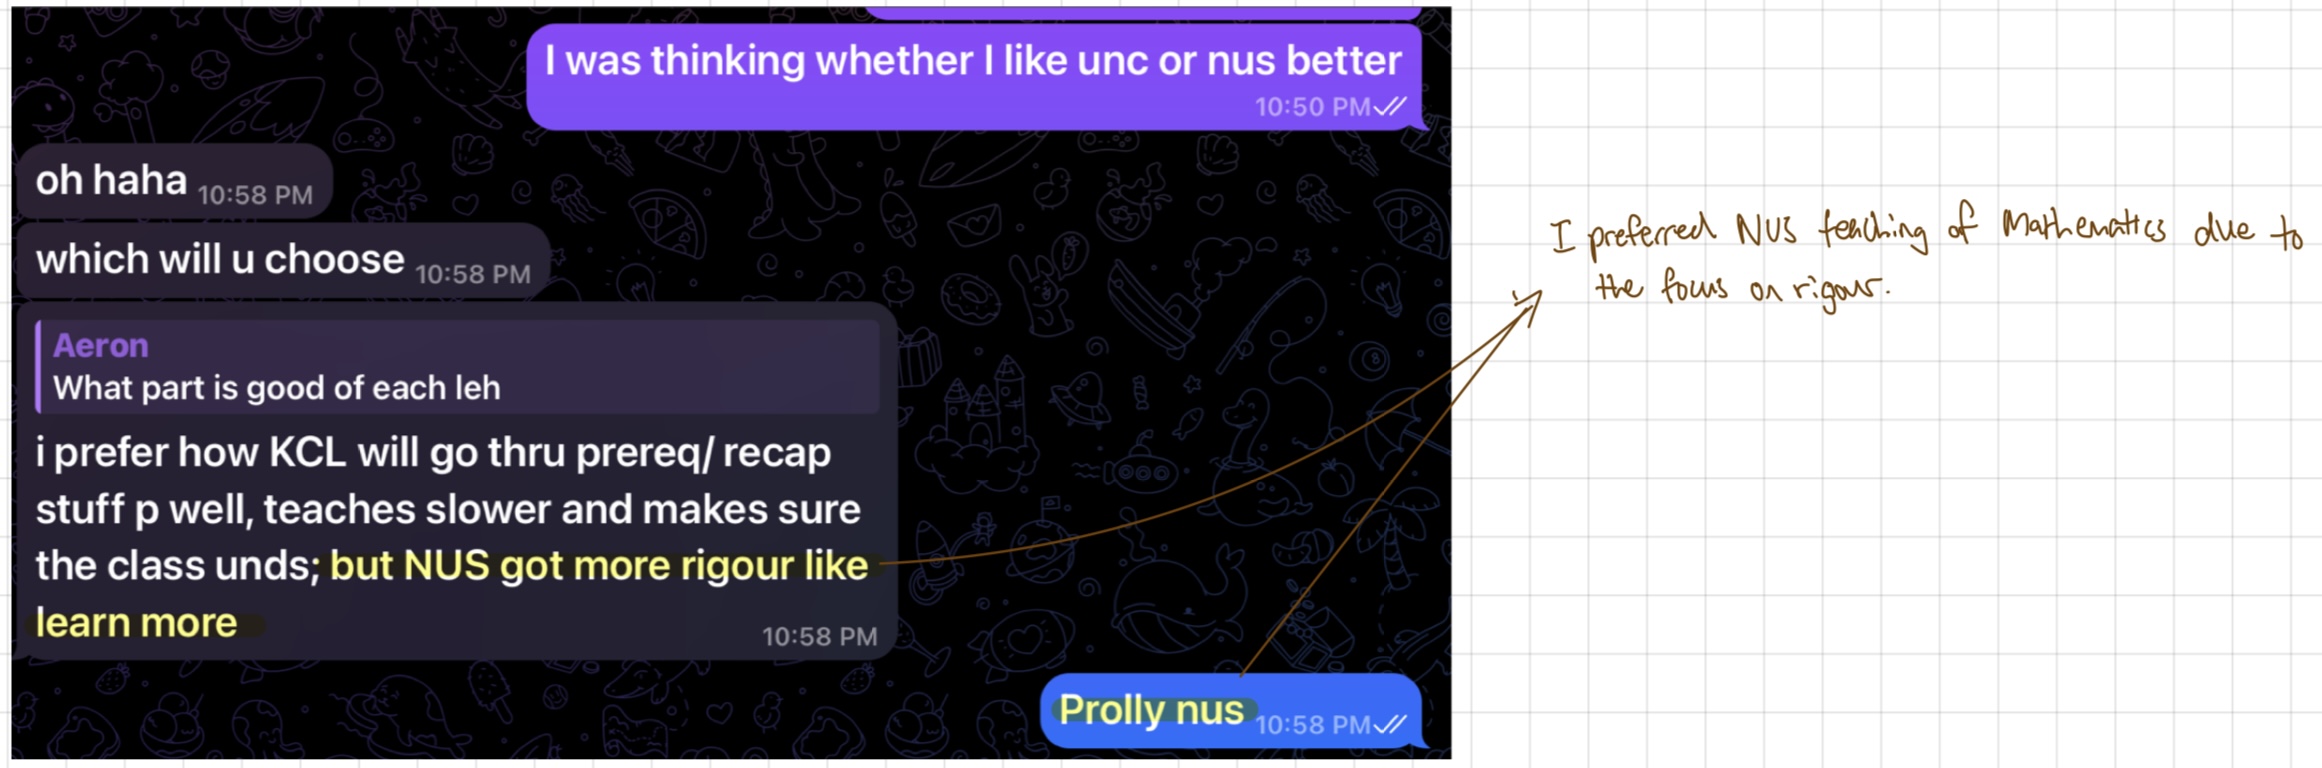 I was thinking whether I like unc or nus better
10:50 PM
oh haha 10:58 PM
which will u choose 10:58 PM
Aeron
What part is good of each leh
i prefer how KCL will go thru prereq/ recap
stuff p well, teaches slower and makes sure
the class unds; but NUS got more rigour like
learn more
10:58 PM
Prolly nus 10:58 PM
I preferred NUS teaching of Mathematics due to
the focus on rigour.